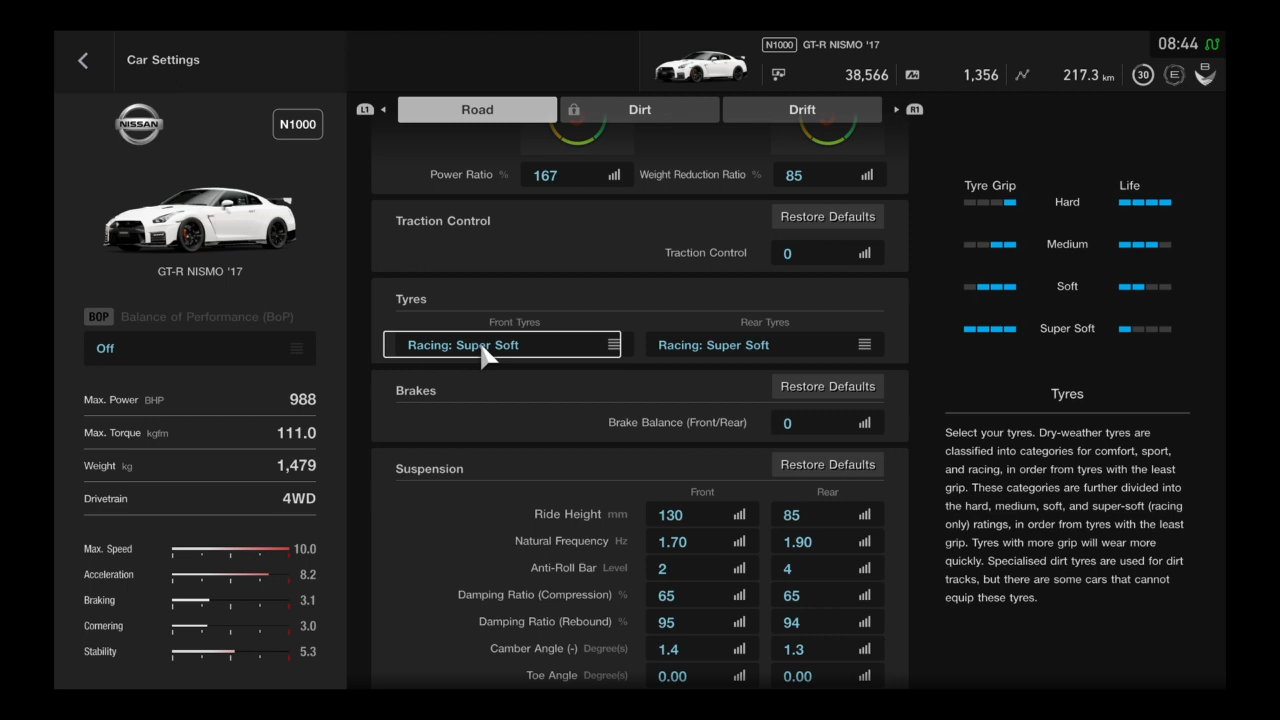 Car Settings
N1000 GT-R NISMO '17
08:44
38,566 1,356 217.3 km 30 E B
L1 Road Dirt Drift R1
NISSAN
N1000
GT-R NISMO '17
BOP Balance of Performance (BoP)
Off
Max. Power BHP 988
Max. Torque kgfm 111.0
Weight kg 1,479
Drivetrain 4WD
Max. Speed 10.0
Acceleration 8.2
Braking 3.1
Cornering 3.0
Stability 5.3
Power Ratio % 167 Weight Reduction Ratio % 85
Traction Control Restore Defaults
Traction Control 0
Tyres
Front Tyres Rear Tyres
Racing: Super Soft Racing: Super Soft
Brakes Restore Defaults
Brake Balance (Front/Rear) 0
Suspension Restore Defaults
Front Rear
Ride Height mm 130 85
Natural Frequency Hz 1.70 1.90
Anti-Roll Bar Level 2 4
Damping Ratio (Compression) % 65 65
Damping Ratio (Rebound) % 95 94
Camber Angle (-) Degree(s) 1.4 1.3
Toe Angle Degree(s) 0.00 0.00
Tyre Grip Life
Hard
Medium
Soft
Super Soft
Tyres
Select your tyres. Dry-weather tyres are
classified into categories for comfort, sport,
and racing, in order from tyres with the least
grip. These categories are further divided into
the hard, medium, soft, and super-soft (racing
only) ratings, in order from tyres with the least
grip. Tyres with more grip will wear more
quickly. Specialised dirt tyres are used for dirt
tracks, but there are some cars that cannot
equip these tyres.